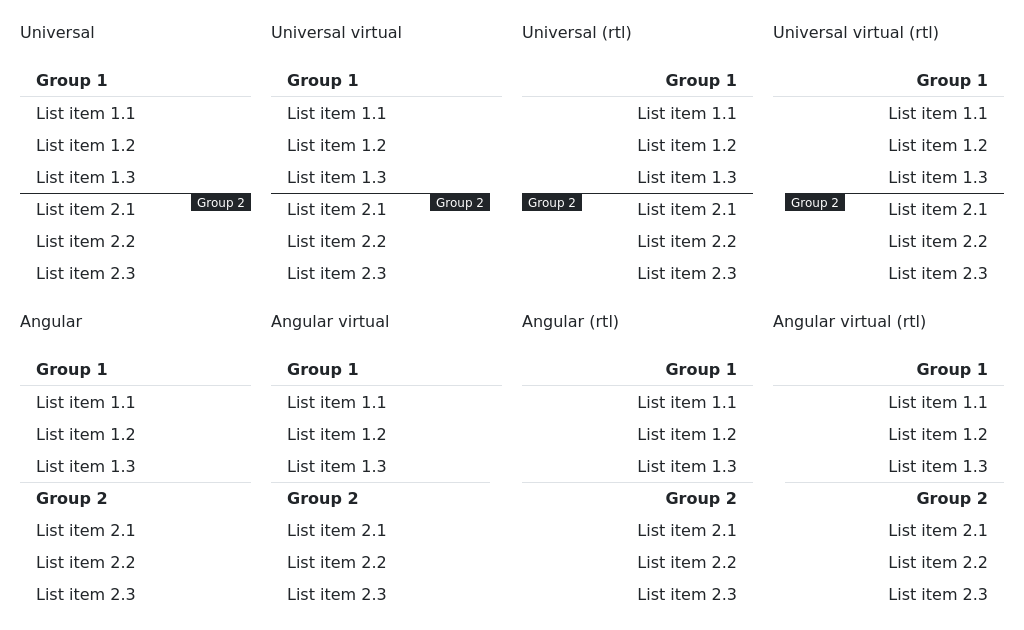 Universal
Group 1
List item 1.1
List item 1.2
List item 1.3
Group 2
List item 2.1
List item 2.2
List item 2.3
Universal virtual
Group 1
List item 1.1
List item 1.2
List item 1.3
Group 2
List item 2.1
List item 2.2
List item 2.3
Universal (rtl)
Group 1
List item 1.1
List item 1.2
List item 1.3
Group 2
List item 2.1
List item 2.2
List item 2.3
Universal virtual (rtl)
Group 1
List item 1.1
List item 1.2
List item 1.3
Group 2
List item 2.1
List item 2.2
List item 2.3
Angular
Group 1
List item 1.1
List item 1.2
List item 1.3
Group 2
List item 2.1
List item 2.2
List item 2.3
Angular virtual
Group 1
List item 1.1
List item 1.2
List item 1.3
Group 2
List item 2.1
List item 2.2
List item 2.3
Angular (rtl)
Group 1
List item 1.1
List item 1.2
List item 1.3
Group 2
List item 2.1
List item 2.2
List item 2.3
Angular virtual (rtl)
Group 1
List item 1.1
List item 1.2
List item 1.3
Group 2
List item 2.1
List item 2.2
List item 2.3